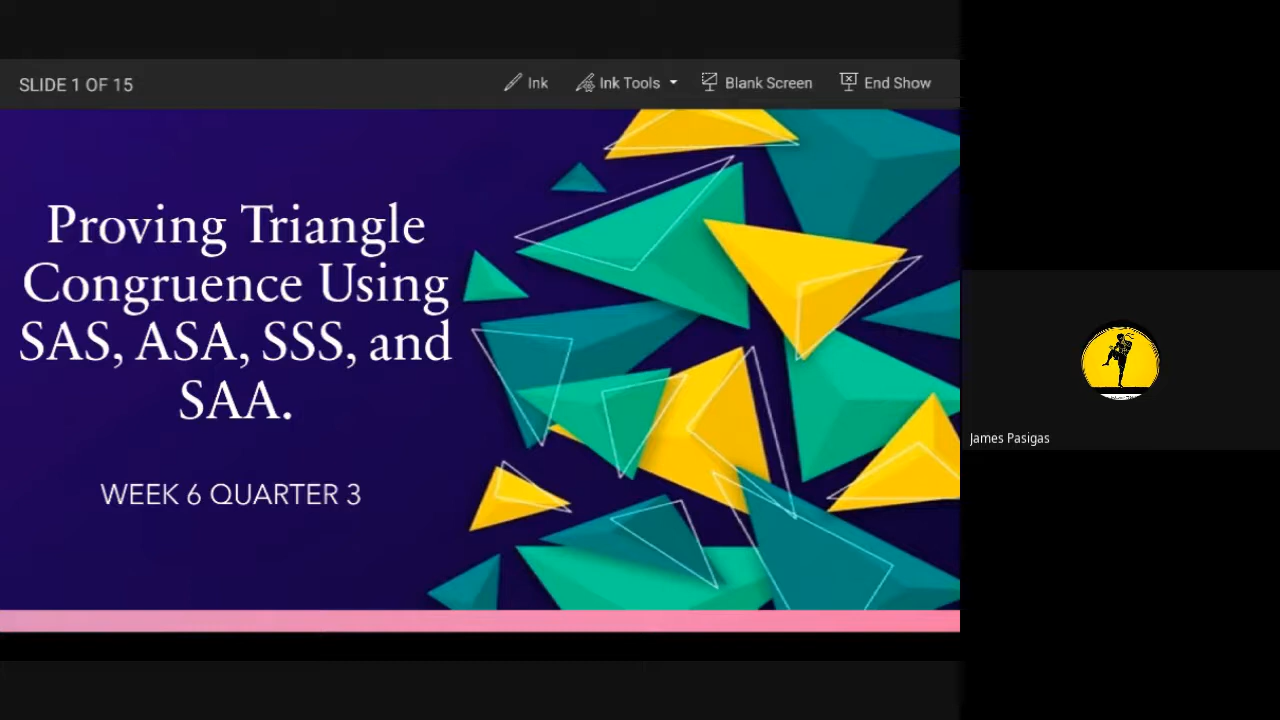 SLIDE 1 OF 15
Ink
Ink Tools
Blank Screen
End Show
Proving Triangle
Congruence Using
SAS, ASA, SSS, and
SAA.
WEEK 6 QUARTER 3
James Pasigas